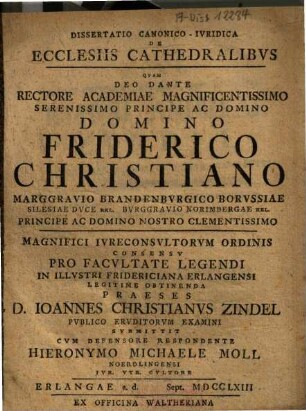 A-Diss 12284
DISSERTATIO CANONICO-IVRIDICA
DE
ECCLESIIS CATHEDRALIBVS
QVAM
DEO DANTE
RECTORE ACADEMIAE MAGNIFICENTISSIMO
SERENISSIMO PRINCIPE AC DOMINO
DOMINO
FRIDERICO
CHRISTIANO
MARGGRAVIO BRANDENBVRGICO BORVSSIAE
SILESIAE DVCE REL. BVRGGRAVIO NORIMBERGAE REL.
PRINCIPE AC DOMINO NOSTRO CLEMENTISSIMO
MAGNIFICI IVRECONSVLTORVM ORDINIS
CONSENSV
PRO FACVLTATE LEGENDI
IN ILLVSTRI FRIDERICIANA ERLANGENSI
LEGITIME OBTINENDA
PRAESES
D. IOANNES CHRISTIANVS ZINDEL
PVBLICO ERVDITORVM EXAMINI
SVBMITTIT
CVM DEFENSORE RESPONDENTE
HIERONYMO MICHAELE MOLL
NOERDLINGENSI
IVR. VTR. CVLTORE
ERLANGAE z. d. Sept. MDCCLXIII
EX OFFICINA WALTHERIANA